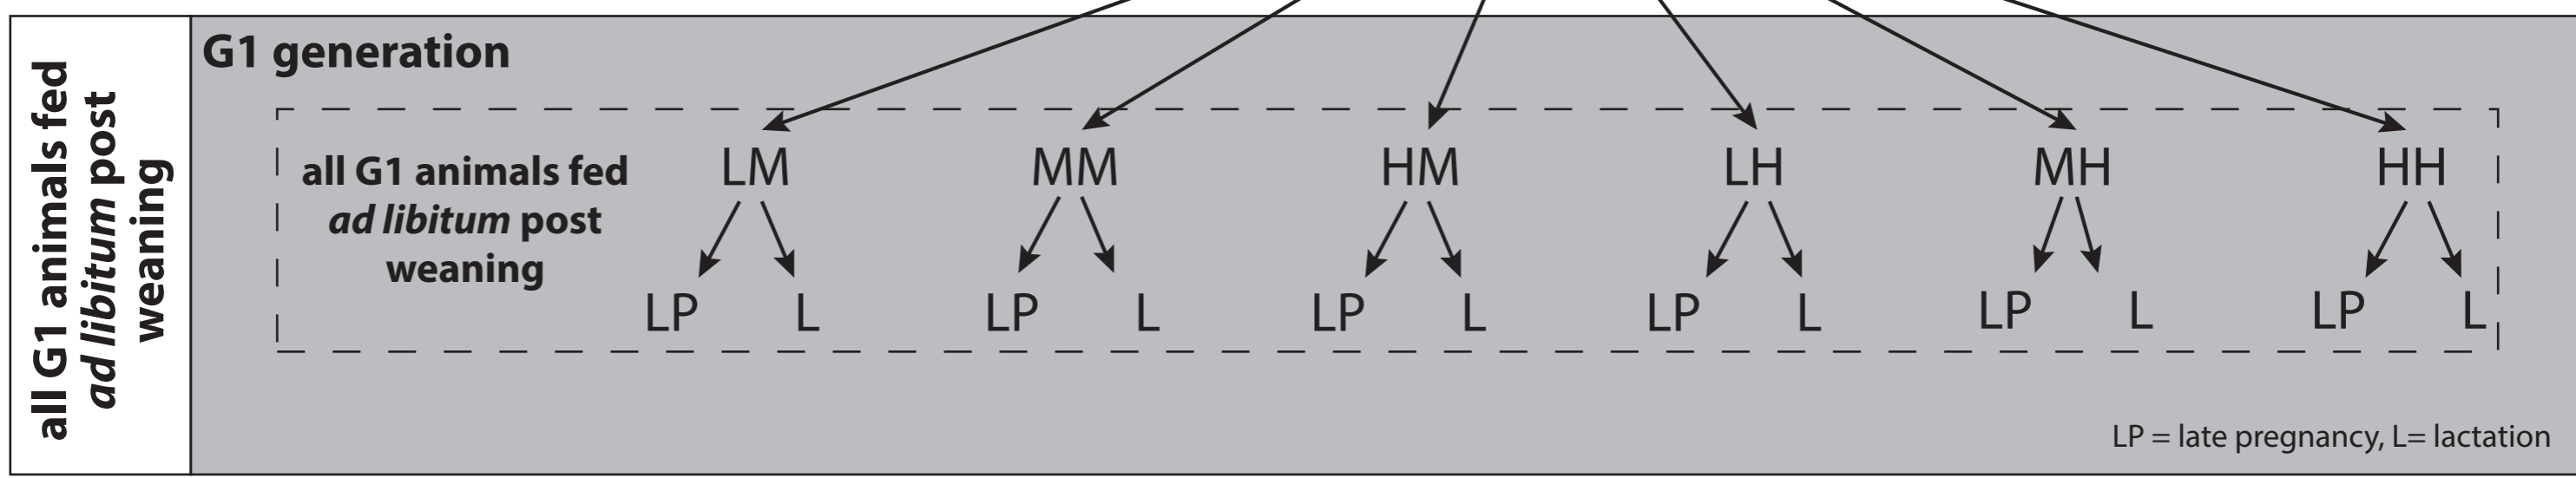 all G1 animals fed
ad libitum post
weaning
G1 generation
all G1 animals fed
ad libitum post
weaning
LM MM HM LH MH HH
LP L LP L LP L LP L LP L LP L
LP = late pregnancy, L= lactation